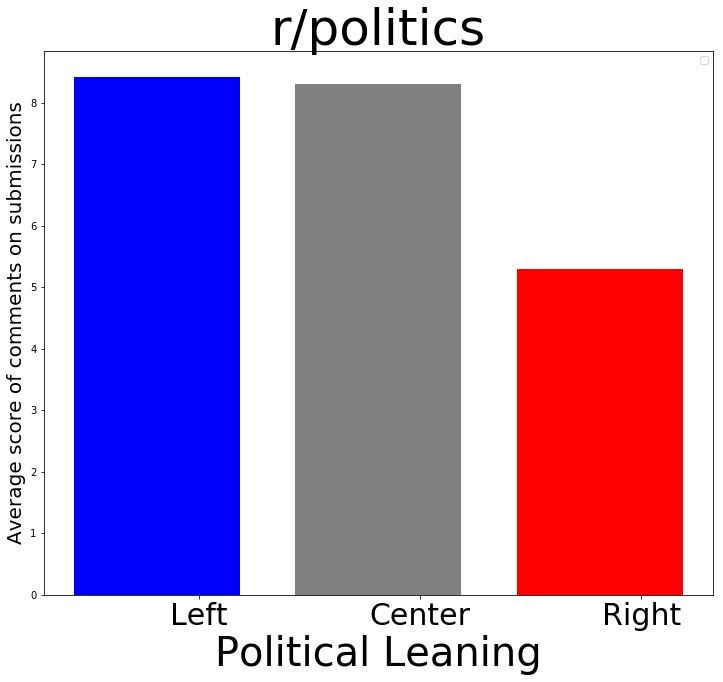 r/politics
Average score of comments on submissions
8
7
6
5
4
3
2
1
0
Left Center Right
Political Leaning